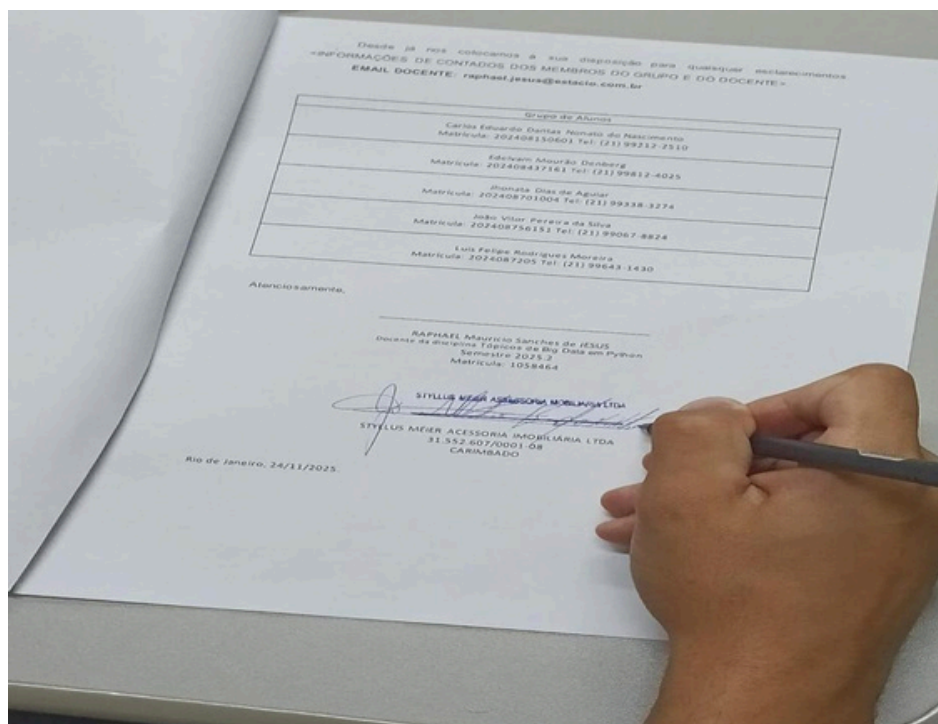 Desde já nos colocamos a sua disposição para quaisquer esclarecimentos
<INFORMAÇÕES DE CONTADOS DOS MEMBROS DO GRUPO E DO DOCENTE>
EMAIL DOCENTE: raphael.jesus@estacio.com.br
Grupo de Alunos
Carlos Eduardo Dantas Nonato do Nascimento
Matrícula: 202408150601 Tel: (21) 99212-2510
Edelvam Mourão Denberg
Matrícula: 202408437161 Tel: (21) 99812-4025
Jhonata Dias de Aguiar
Matrícula: 202408701004 Tel: (21) 99338-3274
João Vitor Pereira da Silva
Matrícula: 202408756151 Tel: (21) 99067-8824
Luis Felipe Rodrigues Moreira
Matrícula: 2024087205 Tel: (21) 99643-1430
Atenciosamente,
RAPHAEL Mauricio Sanches de JESUS
Docente da disciplina Tópicos de Big Data em Python
Semestre 2025.2
Matrícula: 1058464
STYLLUS MEIER ASSESSORIA IMOBILIARIA LTDA
STYLLUS MÉIER ACESSORIA IMOBILIÁRIA LTDA
31.552.607/0001-08
CARIMBADO
Rio de Janeiro, 24/11/2025.